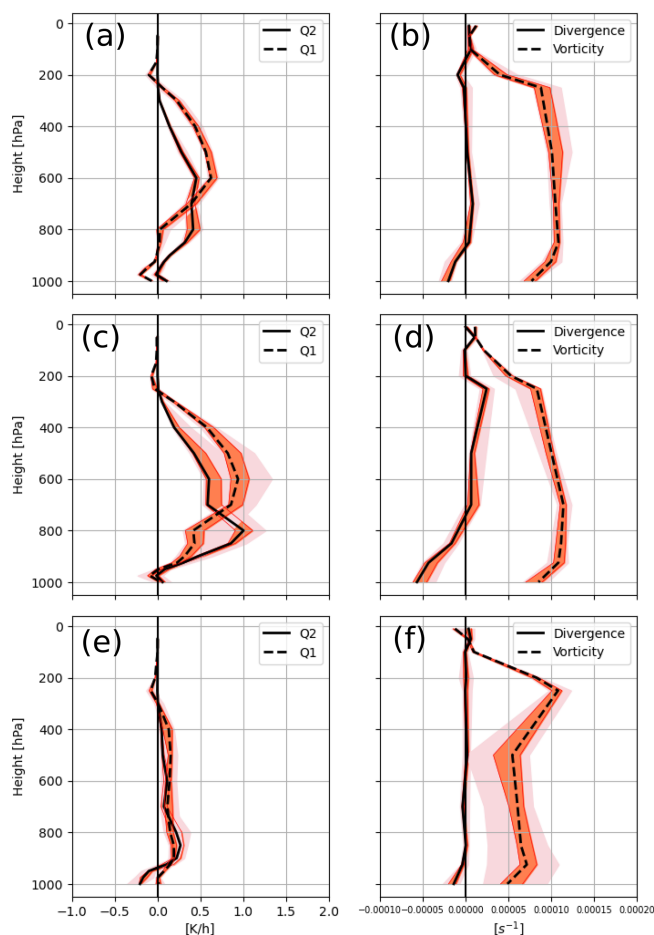 (a)
Q2
Q1
0
200
400
600
800
1000
Height [hPa]
(b)
Divergence
Vorticity
(c)
Q2
Q1
0
200
400
600
800
1000
Height [hPa]
(d)
Divergence
Vorticity
(e)
Q2
Q1
0
200
400
600
800
1000
Height [hPa]
−1.0 −0.5 0.0 0.5 1.0 1.5 2.0
[K/h]
(f)
Divergence
Vorticity
−0.00010 −0.00005 0.00000 0.00005 0.00010 0.00015 0.00020
[s⁻¹]